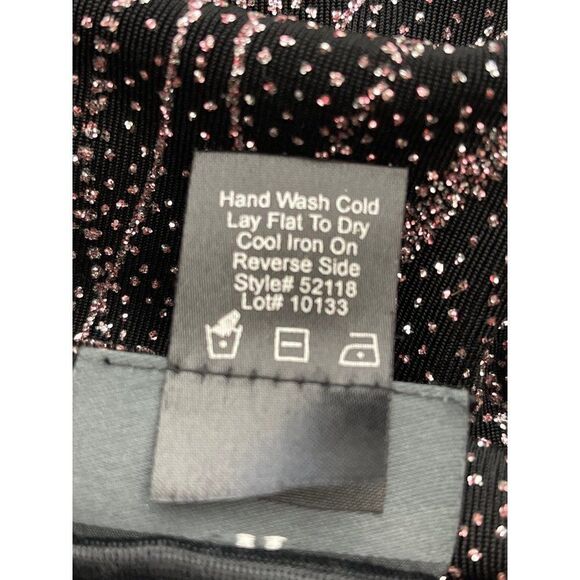 Hand Wash Cold
Lay Flat To Dry
Cool Iron On
Reverse Side
Style# 52118
Lot# 10133